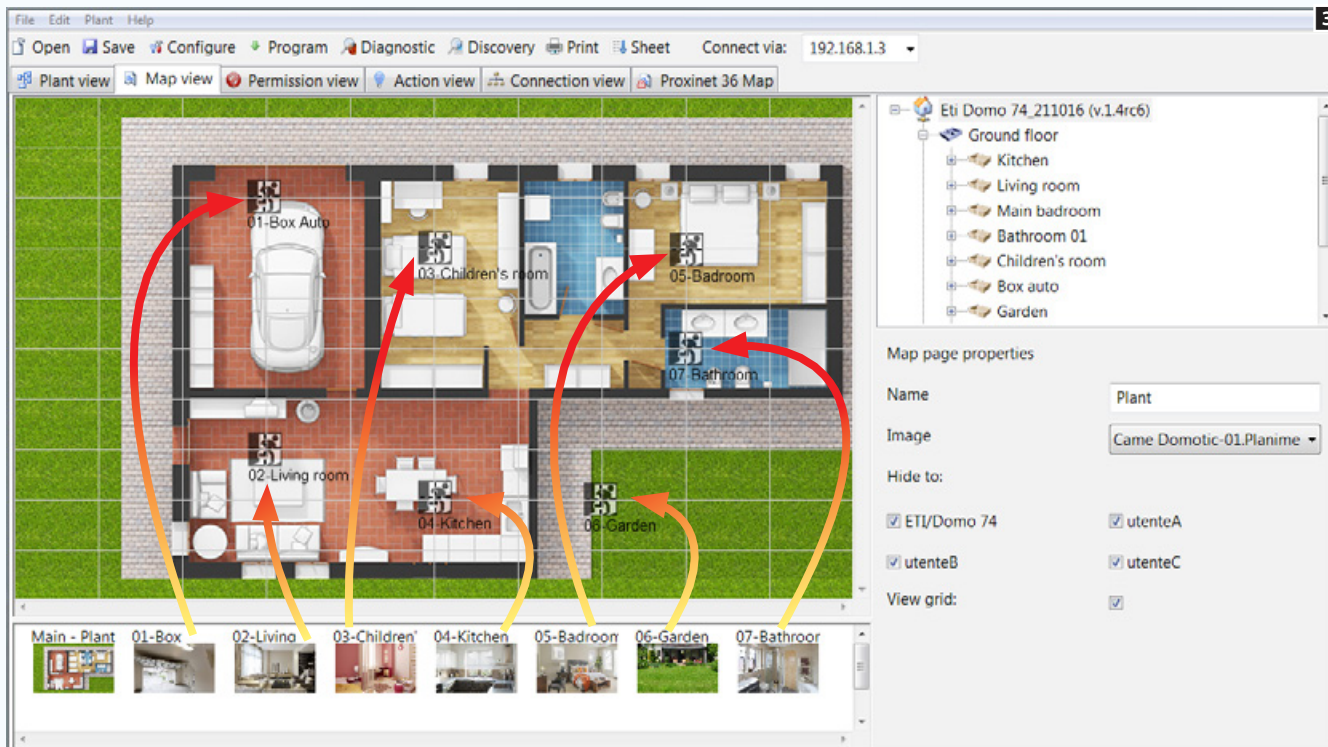 File Edit Plant Help
3
Open Save Configure Program Diagnostic Discovery Print Sheet Connect via: 192.168.1.3
Plant view Map view Permission view Action view Connection view Proxinet 36 Map
01-Box Auto
03-Children's room
05-Badroom
07-Bathroom
02-Living room
04-Kitchen
06-Garden
Main - Plant 01-Box 02-Living 03-Children' 04-Kitchen 05-Badroon 06-Garden 07-Bathroor
Eti Domo 74_211016 (v.1.4rc6)
Ground floor
Kitchen
Living room
Main badroom
Bathroom 01
Children's room
Box auto
Garden
Map page properties
Name Plant
Image Came Domotic-01.Planime
Hide to:
ETI/Domo 74 utenteA
utenteB utenteC
View grid: